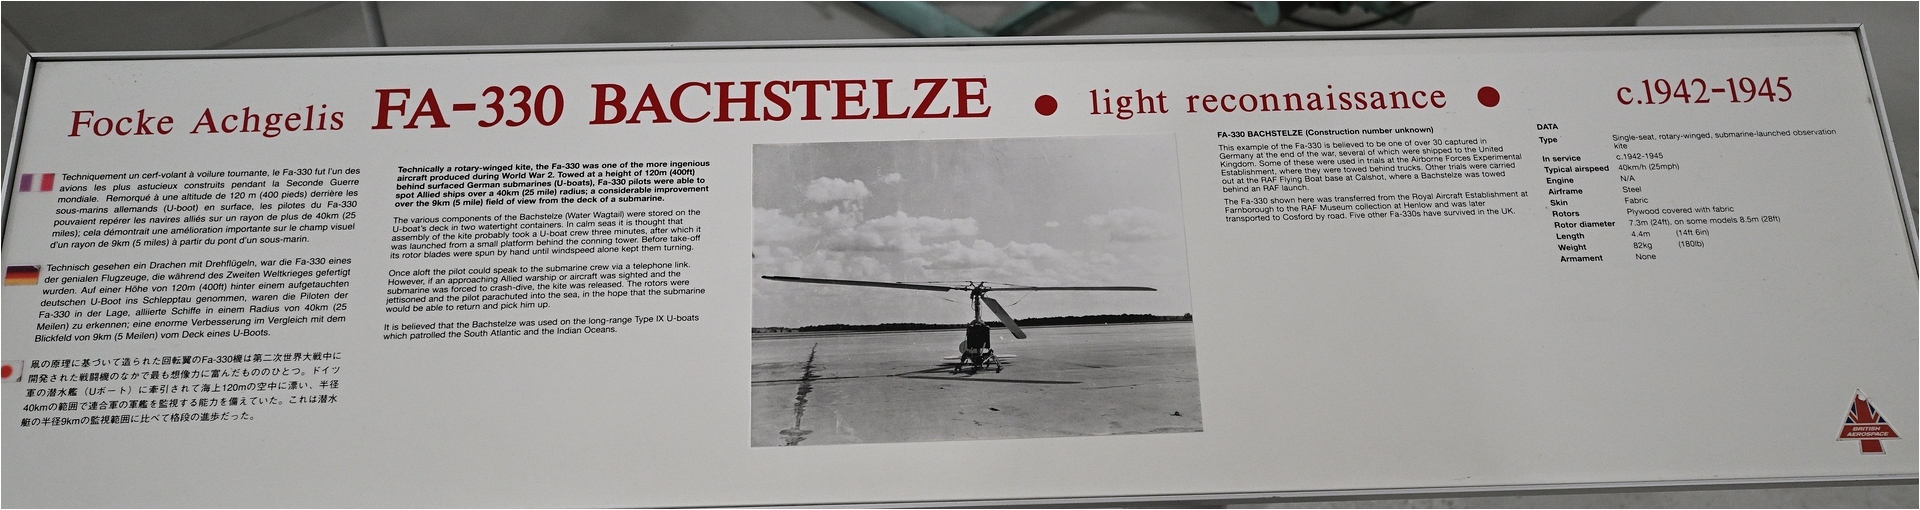 Focke Achgelis FA-330 BACHSTELZE • light reconnaissance • c.1942-1945
Techniquement un cerf-volant à voilure tournante, le Fa-330 fut l'un des
avions les plus astucieux construits pendant la Seconde Guerre
mondiale. Remorqué à une altitude de 120 m (400 pieds) derrière les
sous-marins allemands (U-boot) en surface, les pilotes du Fa-330
pouvaient repérer les navires alliés sur un rayon de plus de 40km (25
miles); cela démontrait une amélioration importante sur le champ visuel
d'un rayon de 9km (5 miles) à partir du pont d'un sous-marin.
Technisch gesehen ein Drachen mit Drehflügeln, war die Fa-330 eines
der genialen Flugzeuge, die während des Zweiten Weltkrieges gefertigt
wurden. Auf einer Höhe von 120m (400ft) hinter einem aufgetauchten
deutschen U-Boot ins Schlepptau genommen, waren die Piloten der
Fa-330 in der Lage, alliierte Schiffe in einem Radius von 40km (25
Meilen) zu erkennen; eine enorme Verbesserung im Vergleich mit dem
Blickfeld von 9km (5 Meilen) vom Deck eines U-Boots.
凧の原理に基づいて造られた回転翼のFa-330機は第二次世界大戦中に
開発された戦闘機のなかで最も想像力に富んだもののひとつ。ドイツ
軍の潜水艦（Uボート）に牽引されて海上120mの空中に漂い、半径
40kmの範囲で連合軍の軍艦を監視する能力を備えていた。これは潜水
艇の半径9kmの監視範囲に比べて格段の進歩だった。
Technically a rotary-winged kite, the Fa-330 was one of the more ingenious
aircraft produced during World War 2. Towed at a height of 120m (400ft)
behind surfaced German submarines (U-boats), Fa-330 pilots were able to
spot Allied ships over a 40km (25 mile) radius; a considerable improvement
over the 9km (5 mile) field of view from the deck of a submarine.
The various components of the Bachstelze (Water Wagtail) were stored on the
U-boat's deck in two watertight containers. In calm seas it is thought that
assembly of the kite probably took a U-boat crew three minutes, after which it
was launched from a small platform behind the conning tower. Before take-off
its rotor blades were spun by hand until windspeed alone kept them turning.
Once aloft the pilot could speak to the submarine crew via a telephone link.
However, if an approaching Allied warship or aircraft was sighted and the
submarine was forced to crash-dive, the kite was released. The rotors were
jettisoned and the pilot parachuted into the sea, in the hope that the submarine
would be able to return and pick him up.
It is believed that the Bachstelze was used on the long-range Type IX U-boats
which patrolled the South Atlantic and the Indian Oceans.
FA-330 BACHSTELZE (Construction number unknown)
This example of the Fa-330 is believed to be one of over 30 captured in
Germany at the end of the war, several of which were shipped to the United
Kingdom. Some of these were used in trials at the Airborne Forces Experimental
Establishment, where they were towed behind trucks. Other trials were carried
out at the RAF Flying Boat base at Calshot, where a Bachstelze was towed
behind an RAF launch.
The Fa-330 shown here was transferred from the Royal Aircraft Establishment at
Farnborough to the RAF Museum collection at Henlow and was later
transported to Cosford by road. Five other Fa-330s have survived in the UK.
DATA
Type Single-seat, rotary-winged, submarine-launched observation
kite
In service c.1942-1945
Typical airspeed 40km/h (25mph)
Engine N/A
Airframe Steel
Skin Fabric
Rotors Plywood covered with fabric
Rotor diameter 7.3m (24ft), on some models 8.5m (28ft)
Length 4.4m (14ft 6in)
Weight 82kg (180lb)
Armament None
BRITISH
AEROSPACE